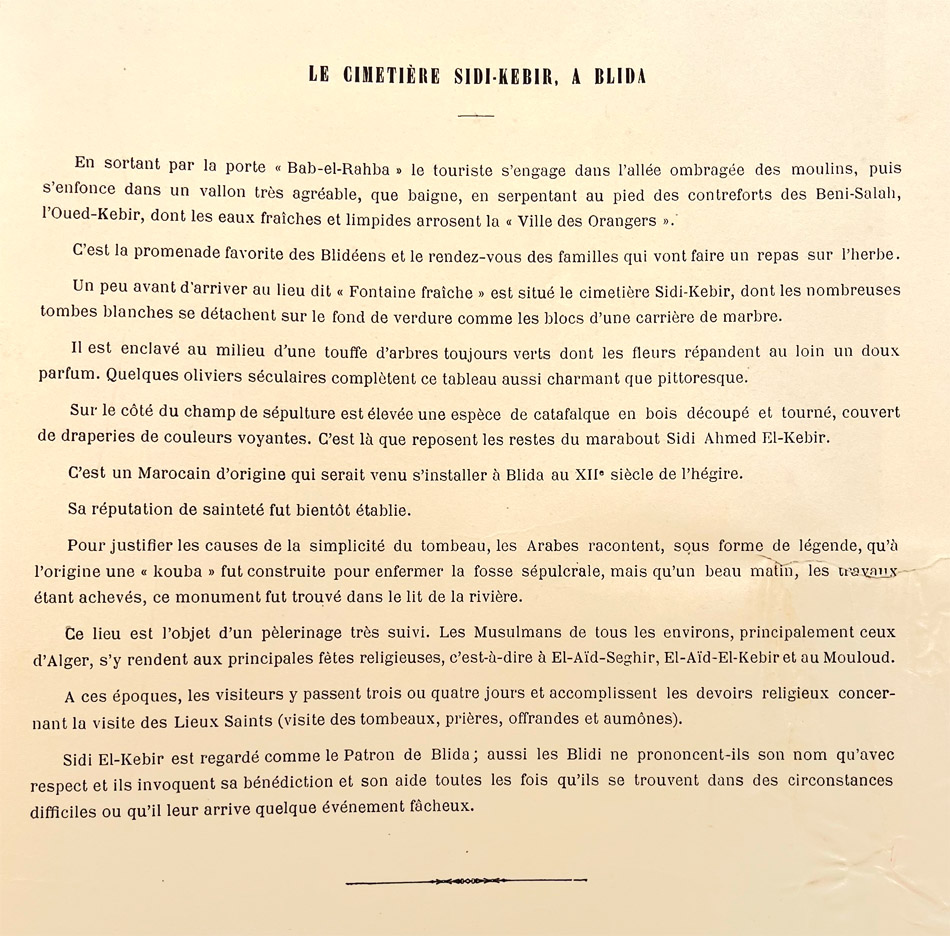 LE CIMETIÈRE SIDI-KEBIR, A BLIDA
En sortant par la porte « Bab-el-Rahba » le touriste s'engage dans l'allée ombragée des moulins, puis
s'enfonce dans un vallon très agréable, que baigne, en serpentant au pied des contreforts des Beni-Salah,
l'Oued-Kebir, dont les eaux fraîches et limpides arrosent la « Ville des Orangers ».
C'est la promenade favorite des Blidéens et le rendez-vous des familles qui vont faire un repas sur l'herbe.
Un peu avant d'arriver au lieu dit « Fontaine fraîche » est situé le cimetière Sidi-Kebir, dont les nombreuses
tombes blanches se détachent sur le fond de verdure comme les blocs d'une carrière de marbre.
Il est enclavé au milieu d'une touffe d'arbres toujours verts dont les fleurs répandent au loin un doux
parfum. Quelques oliviers séculaires complètent ce tableau aussi charmant que pittoresque.
Sur le côté du champ de sépulture est élevée une espèce de catafalque en bois découpé et tourné, couvert
de draperies de couleurs voyantes. C'est là que reposent les restes du marabout Sidi Ahmed El-Kebir.
C'est un Marocain d'origine qui serait venu s'installer à Blida au XIIe siècle de l'hégire.
Sa réputation de sainteté fut bientôt établie.
Pour justifier les causes de la simplicité du tombeau, les Arabes racontent, sous forme de légende, qu'à
l'origine une « kouba » fut construite pour enfermer la fosse sépulcrale, mais qu'un beau matin, les travaux
étant achevés, ce monument fut trouvé dans le lit de la rivière.
Ce lieu est l'objet d'un pèlerinage très suivi. Les Musulmans de tous les environs, principalement ceux
d'Alger, s'y rendent aux principales fêtes religieuses, c'est-à-dire à El-Aïd-Seghir, El-Aïd-El-Kebir et au Mouloud.
A ces époques, les visiteurs y passent trois ou quatre jours et accomplissent les devoirs religieux concer-
nant la visite des Lieux Saints (visite des tombeaux, prières, offrandes et aumônes).
Sidi El-Kebir est regardé comme le Patron de Blida ; aussi les Blidi ne prononcent-ils son nom qu'avec
respect et ils invoquent sa bénédiction et son aide toutes les fois qu'ils se trouvent dans des circonstances
difficiles ou qu'il leur arrive quelque événement fâcheux.